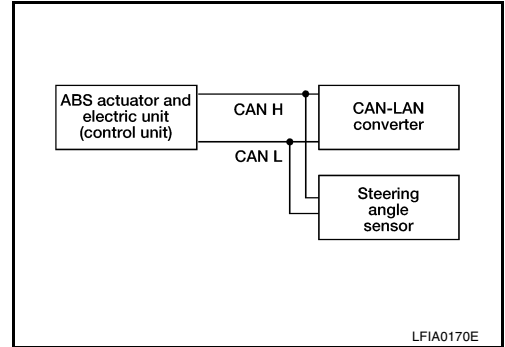 ABS actuator and
electric unit
(control unit)
CAN H
CAN L
CAN-LAN
converter
Steering
angle
sensor
LFIA0170E